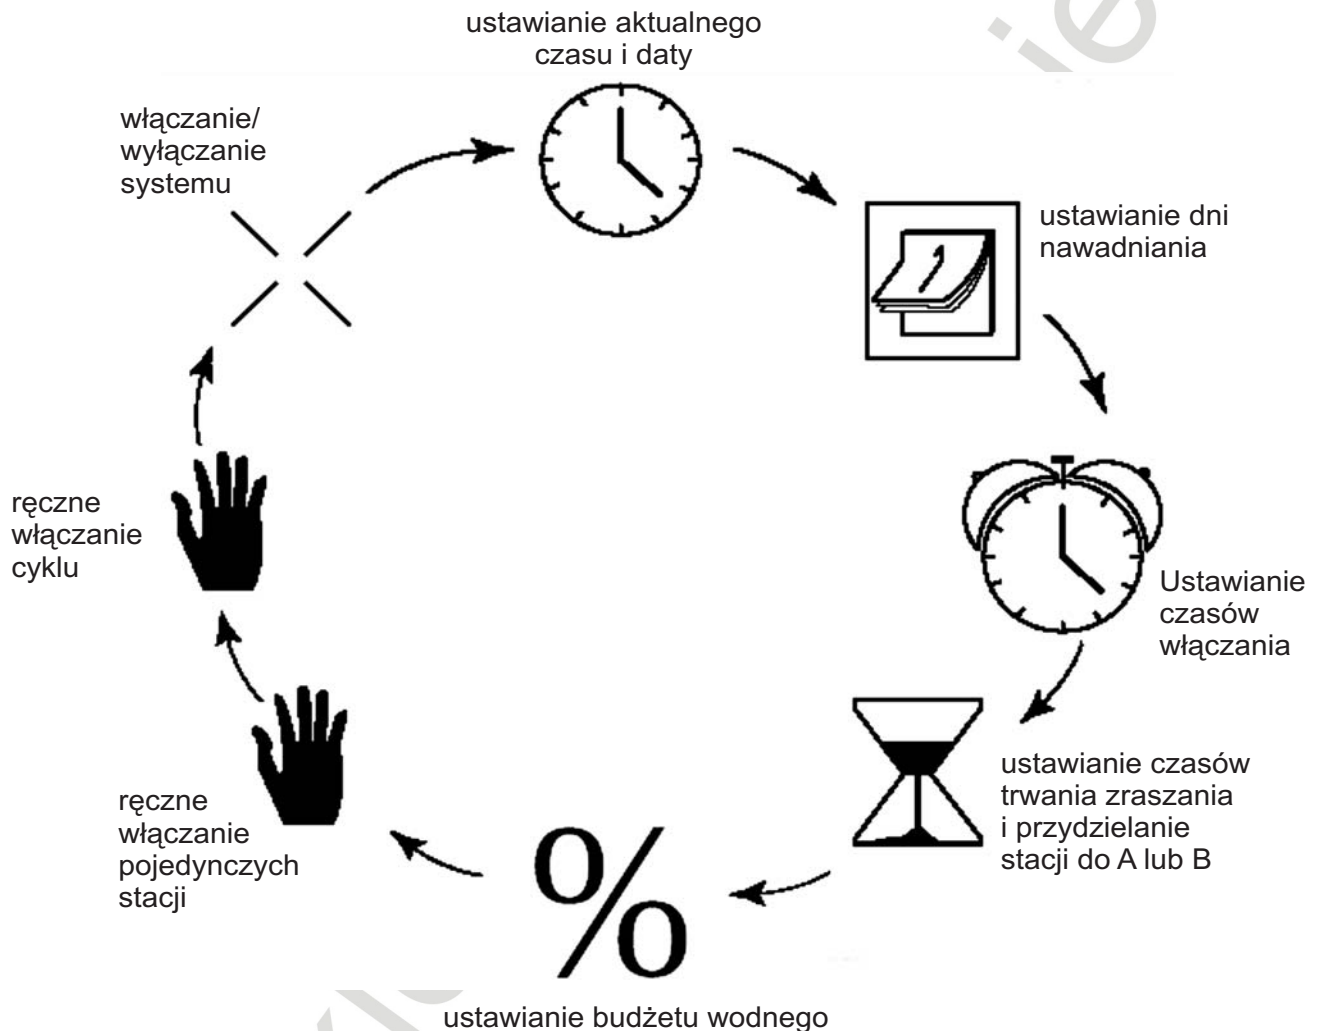 ustawianie aktualnego
czasu i daty
włączanie/
wyłączanie
systemu
ustawianie dni
nawadniania
Ustawianie
czasów
włączania
ustawianie czasów
trwania zraszania
i przydzielanie
stacji do A lub B
%
ustawianie budżetu wodnego
ręczne
włączanie
pojedynczych
stacji
ręczne
włączanie
cyklu